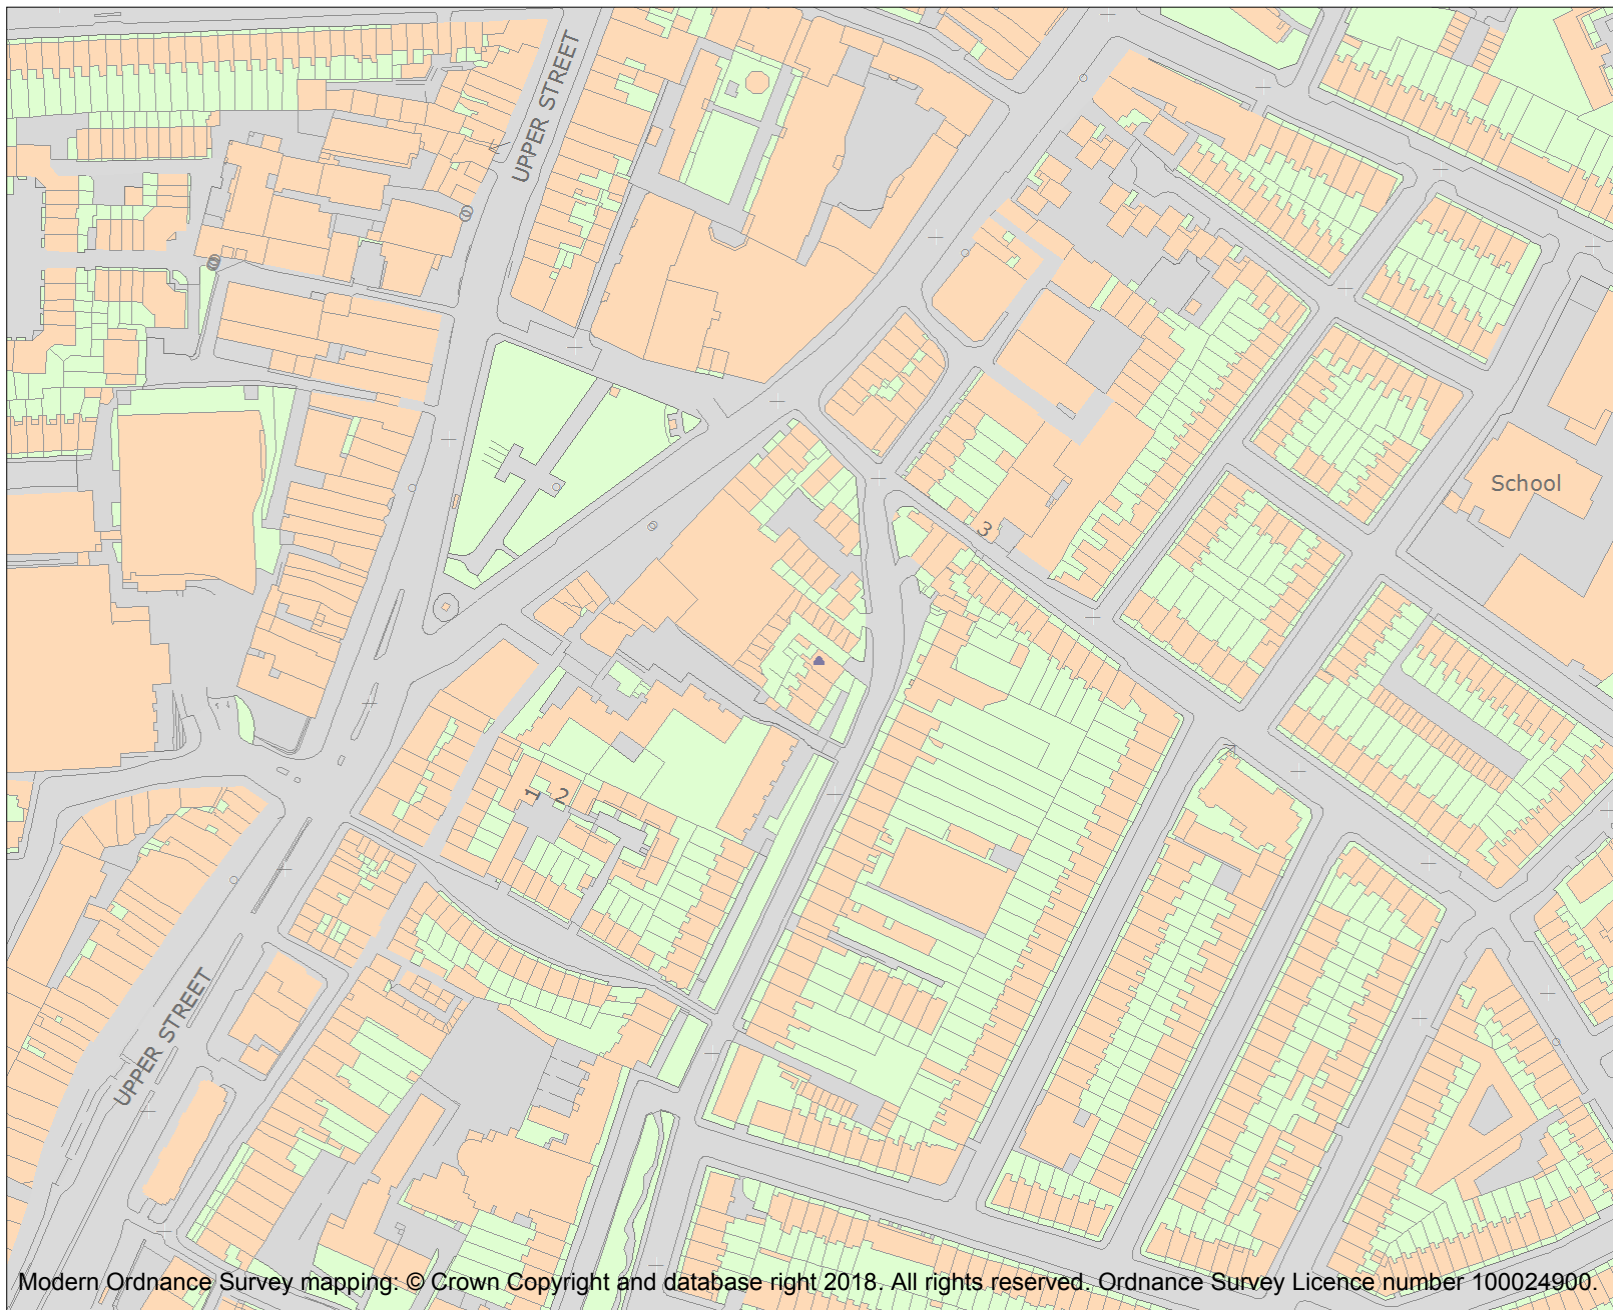 UPPER STREET
School
3
1 2
UPPER STREET
Modern Ordnance Survey mapping: © Crown Copyright and database right 2018. All rights reserved. Ordnance Survey Licence number 100024900.